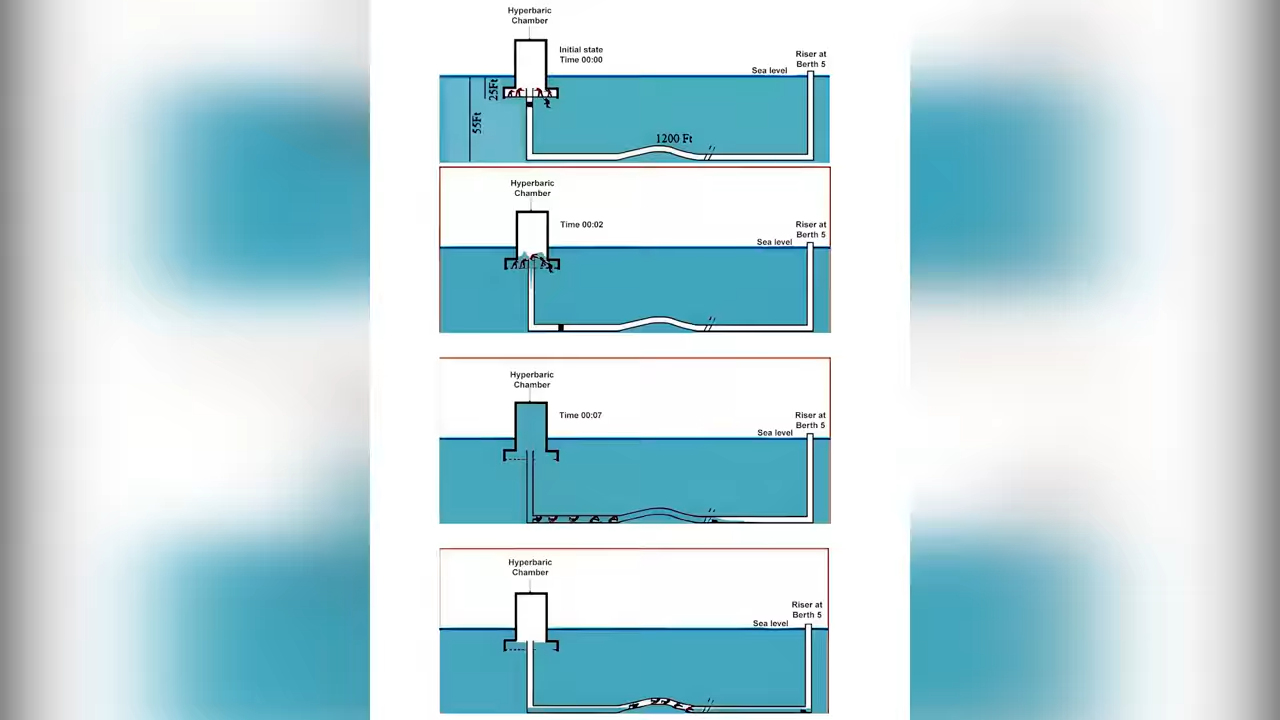 Hyperbaric
Chamber
Initial state
Time 00:00
Riser at
Berth 5
Sea level
25Ft
55Ft
1200 Ft
Hyperbaric
Chamber
Time 00:02
Riser at
Berth 5
Sea level
Hyperbaric
Chamber
Time 00:07
Riser at
Berth 5
Sea level
Hyperbaric
Chamber
Riser at
Berth 5
Sea level